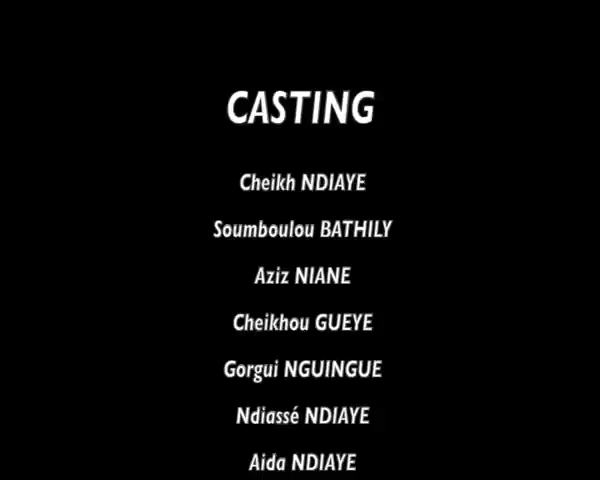 CASTING
Cheikh NDIAYE
Soumboulou BATHILY
Aziz NIANE
Cheikhou GUEYE
Gorgui NGUINGUE
Ndiassé NDIAYE
Aida NDIAYE